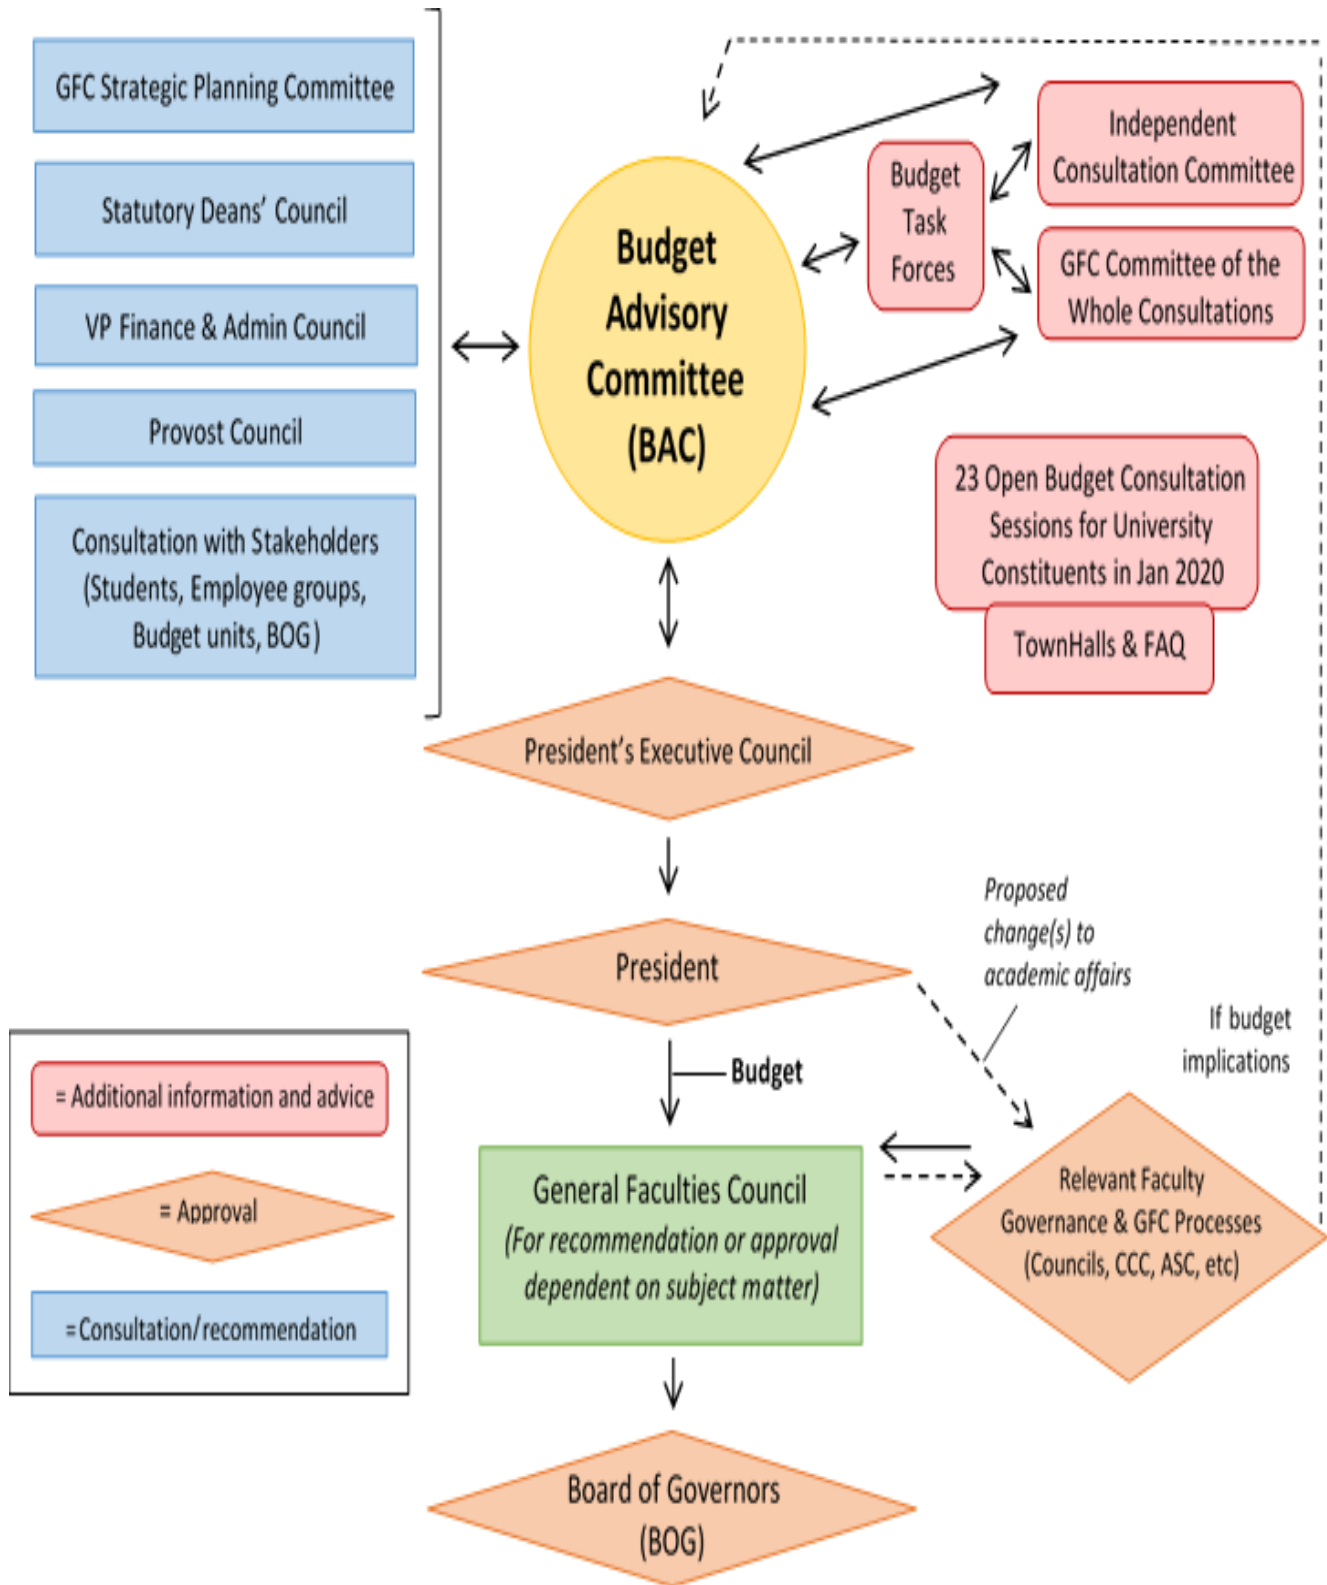 GFC Strategic Planning Committee
Statutory Deans’ Council
VP Finance & Admin Council
Provost Council
Consultation with Stakeholders
(Students, Employee groups,
Budget units, BOG)
Budget
Advisory
Committee
(BAC)
Budget
Task
Forces
Independent
Consultation Committee
GFC Committee of the
Whole Consultations
23 Open Budget Consultation
Sessions for University
Constituents in Jan 2020
TownHalls & FAQ
President’s Executive Council
President
Proposed
change(s) to
academic affairs
If budget
implications
Budget
General Faculties Council
(For recommendation or approval
dependent on subject matter)
Relevant Faculty
Governance & GFC Processes
(Councils, CCC, ASC, etc)
Board of Governors
(BOG)
= Additional information and advice
= Approval
= Consultation/recommendation